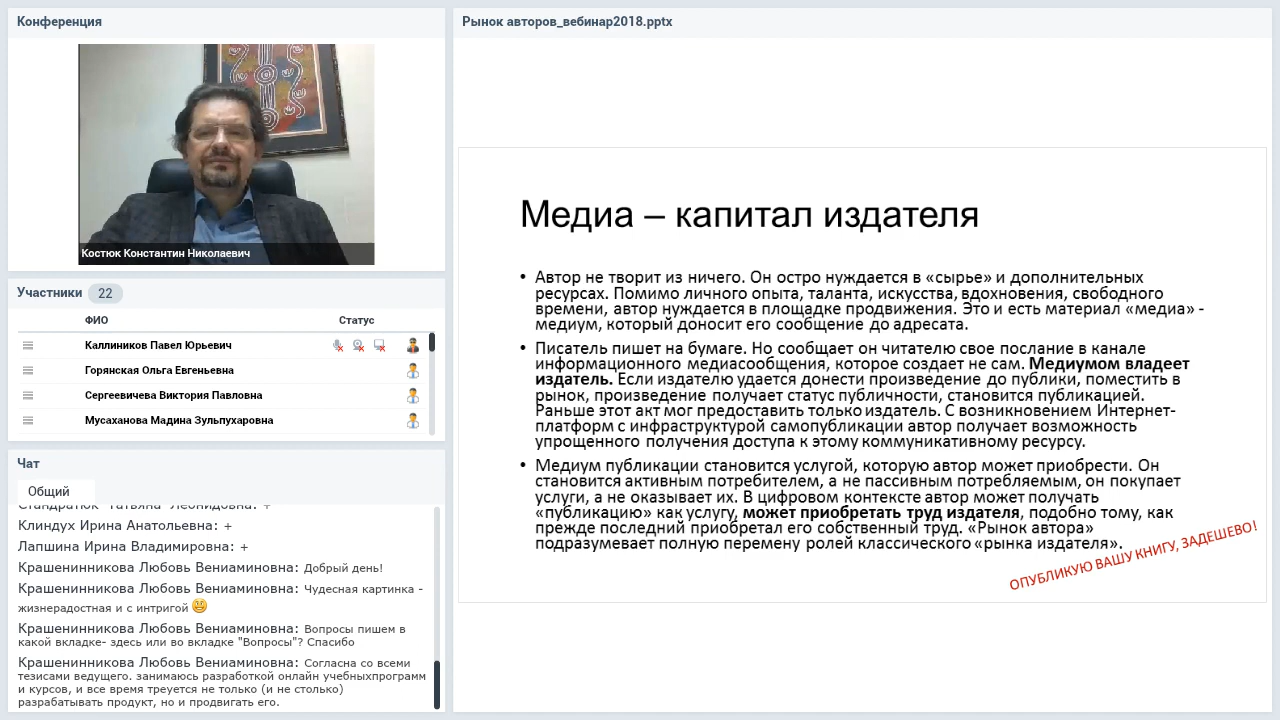 Конференция
Костюк Константин Николаевич
Участники 22
ФИО Статус
Каллиников Павел Юрьевич
Горянская Ольга Евгеньевна
Сергеевичева Виктория Павловна
Мусаханова Мадина Зульпухаровна
Чат
Общий
Стандратюк Татьяна Леонидовна: +
Клиндух Ирина Анатольевна: +
Лапшина Ирина Владимировна: +
Крашенинникова Любовь Вениаминовна: Добрый день!
Крашенинникова Любовь Вениаминовна: Чудесная картинка -
жизнерадостная и с интригой
Крашенинникова Любовь Вениаминовна: Вопросы пишем в
какой вкладке- здесь или во вкладке "Вопросы"? Спасибо
Крашенинникова Любовь Вениаминовна: Согласна со всеми
тезисами ведущего. занимаюсь разработкой онлайн учебныхпрограмм
и курсов, и все время треуется не только (и не столько)
разрабатывать продукт, но и продвигать его.
Рынок авторов_вебинар2018.pptx
Медиа – капитал издателя
• Автор не творит из ничего. Он остро нуждается в «сырье» и дополнительных
ресурсах. Помимо личного опыта, таланта, искусства, вдохновения, свободного
времени, автор нуждается в площадке продвижения. Это и есть материал «медиа» -
медиум, который доносит его сообщение до адресата.
• Писатель пишет на бумаге. Но сообщает он читателю свое послание в канале
информационного медиасообщения, которое создает не сам. Медиумом владеет
издатель. Если издателю удается донести произведение до публики, поместить в
рынок, произведение получает статус публичности, становится публикацией.
Раньше этот акт мог предоставить только издатель. С возникновением Интернет-
платформ с инфраструктурой самопубликации автор получает возможность
упрощенного получения доступа к этому коммуникативному ресурсу.
• Медиум публикации становится услугой, которую автор может приобрести. Он
становится активным потребителем, а не пассивным потребляемым, он покупает
услуги, а не оказывает их. В цифровом контексте автор может получать
«публикацию» как услугу, может приобретать труд издателя, подобно тому, как
прежде последний приобретал его собственный труд. «Рынок автора»
подразумевает полную перемену ролей классического «рынка издателя».
ОПУБЛИКУЮ ВАШУ КНИГУ, ЗАДЕШЕВО!